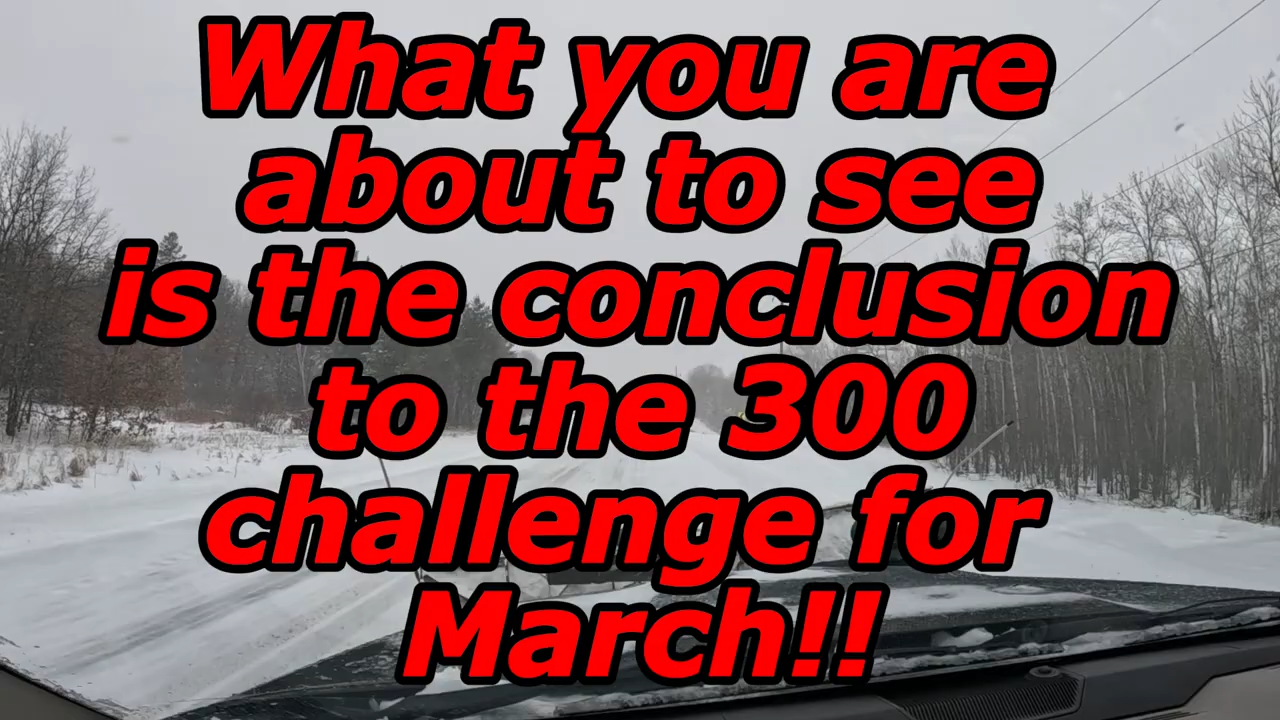 What you are
about to see
is the conclusion
to the 300
challenge for
March!!